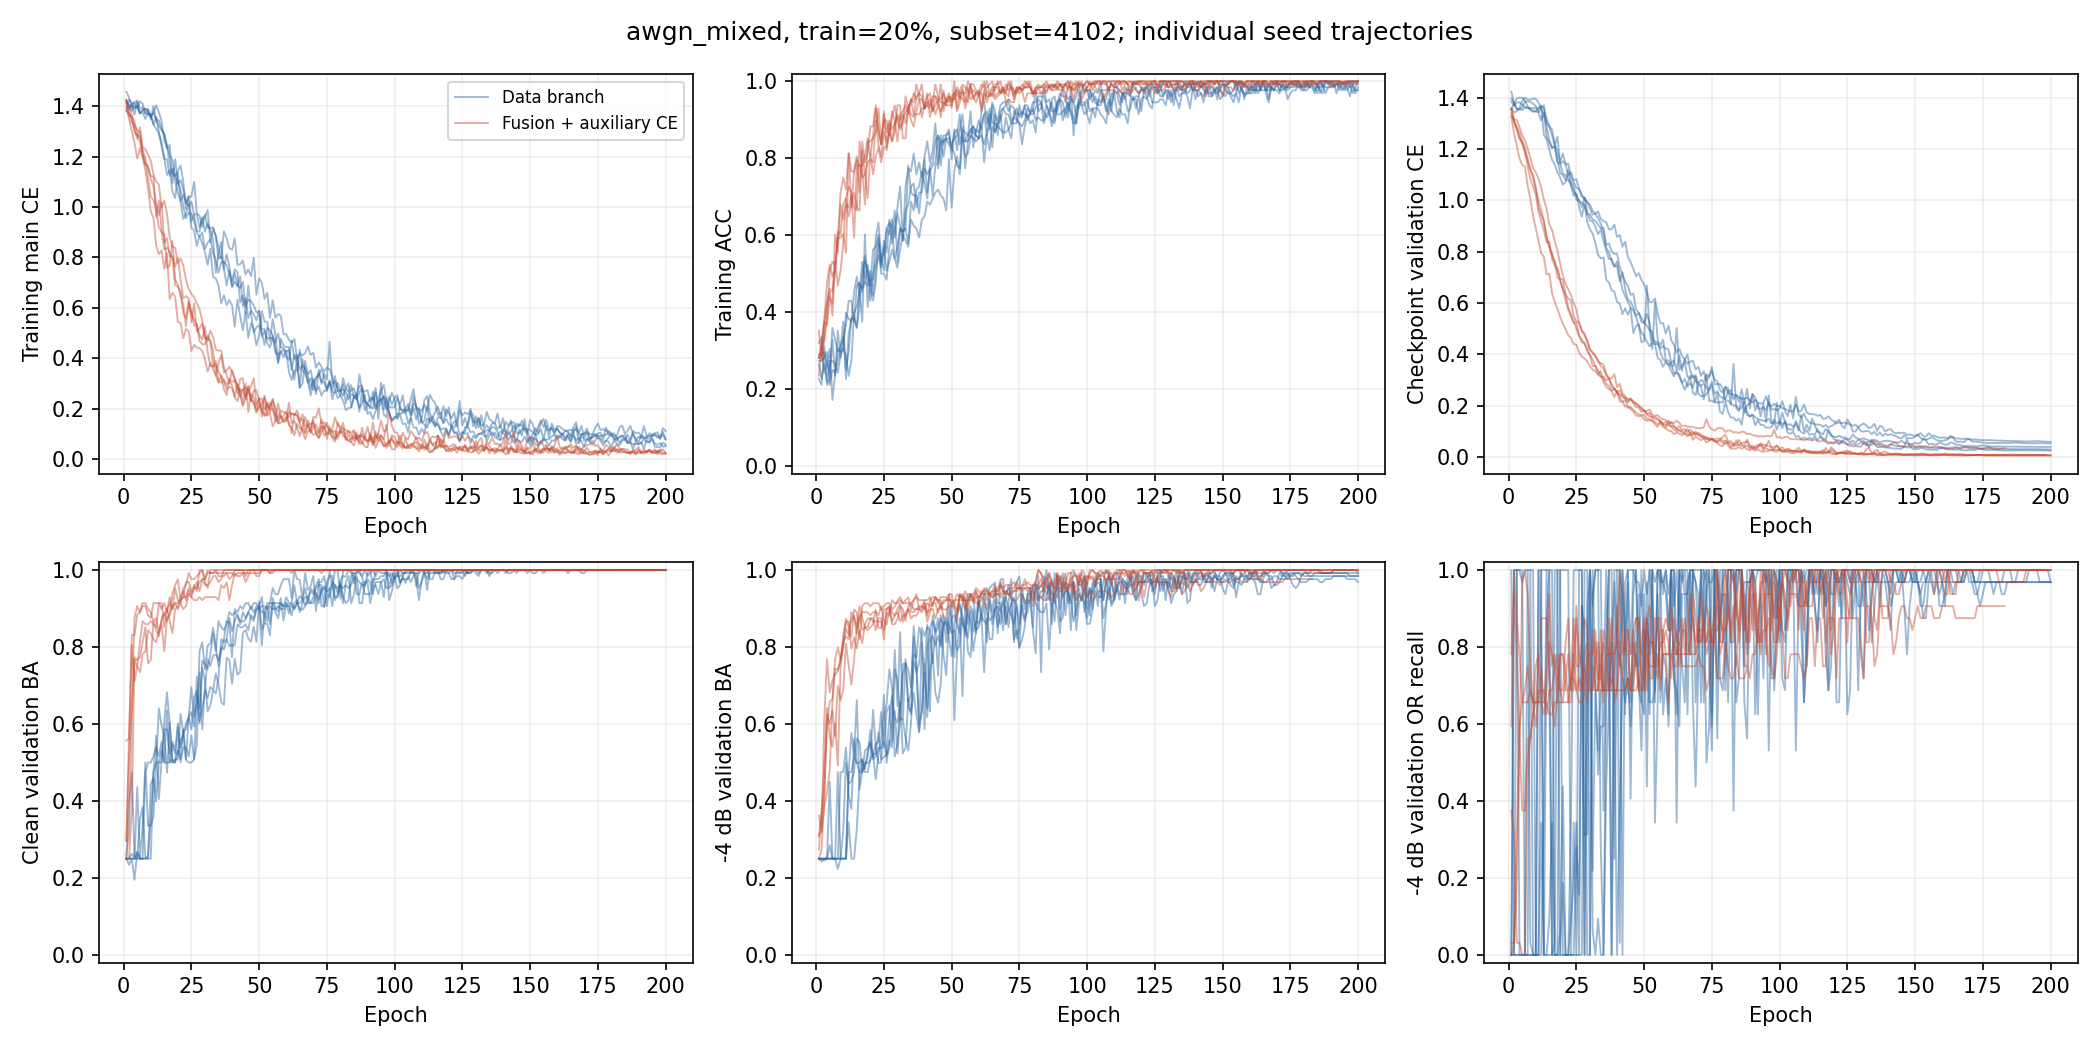 awgn_mixed, train=20%, subset=4102; individual seed trajectories
Training main CE
1.4
1.2
1.0
0.8
0.6
0.4
0.2
0.0
Data branch
Fusion + auxiliary CE
0 25 50 75 100 125 150 175 200
Epoch
Training ACC
1.0
0.8
0.6
0.4
0.2
0.0
0 25 50 75 100 125 150 175 200
Epoch
Checkpoint validation CE
1.4
1.2
1.0
0.8
0.6
0.4
0.2
0.0
0 25 50 75 100 125 150 175 200
Epoch
Clean validation BA
1.0
0.8
0.6
0.4
0.2
0.0
0 25 50 75 100 125 150 175 200
Epoch
-4 dB validation BA
1.0
0.8
0.6
0.4
0.2
0.0
0 25 50 75 100 125 150 175 200
Epoch
-4 dB validation OR recall
1.0
0.8
0.6
0.4
0.2
0.0
0 25 50 75 100 125 150 175 200
Epoch